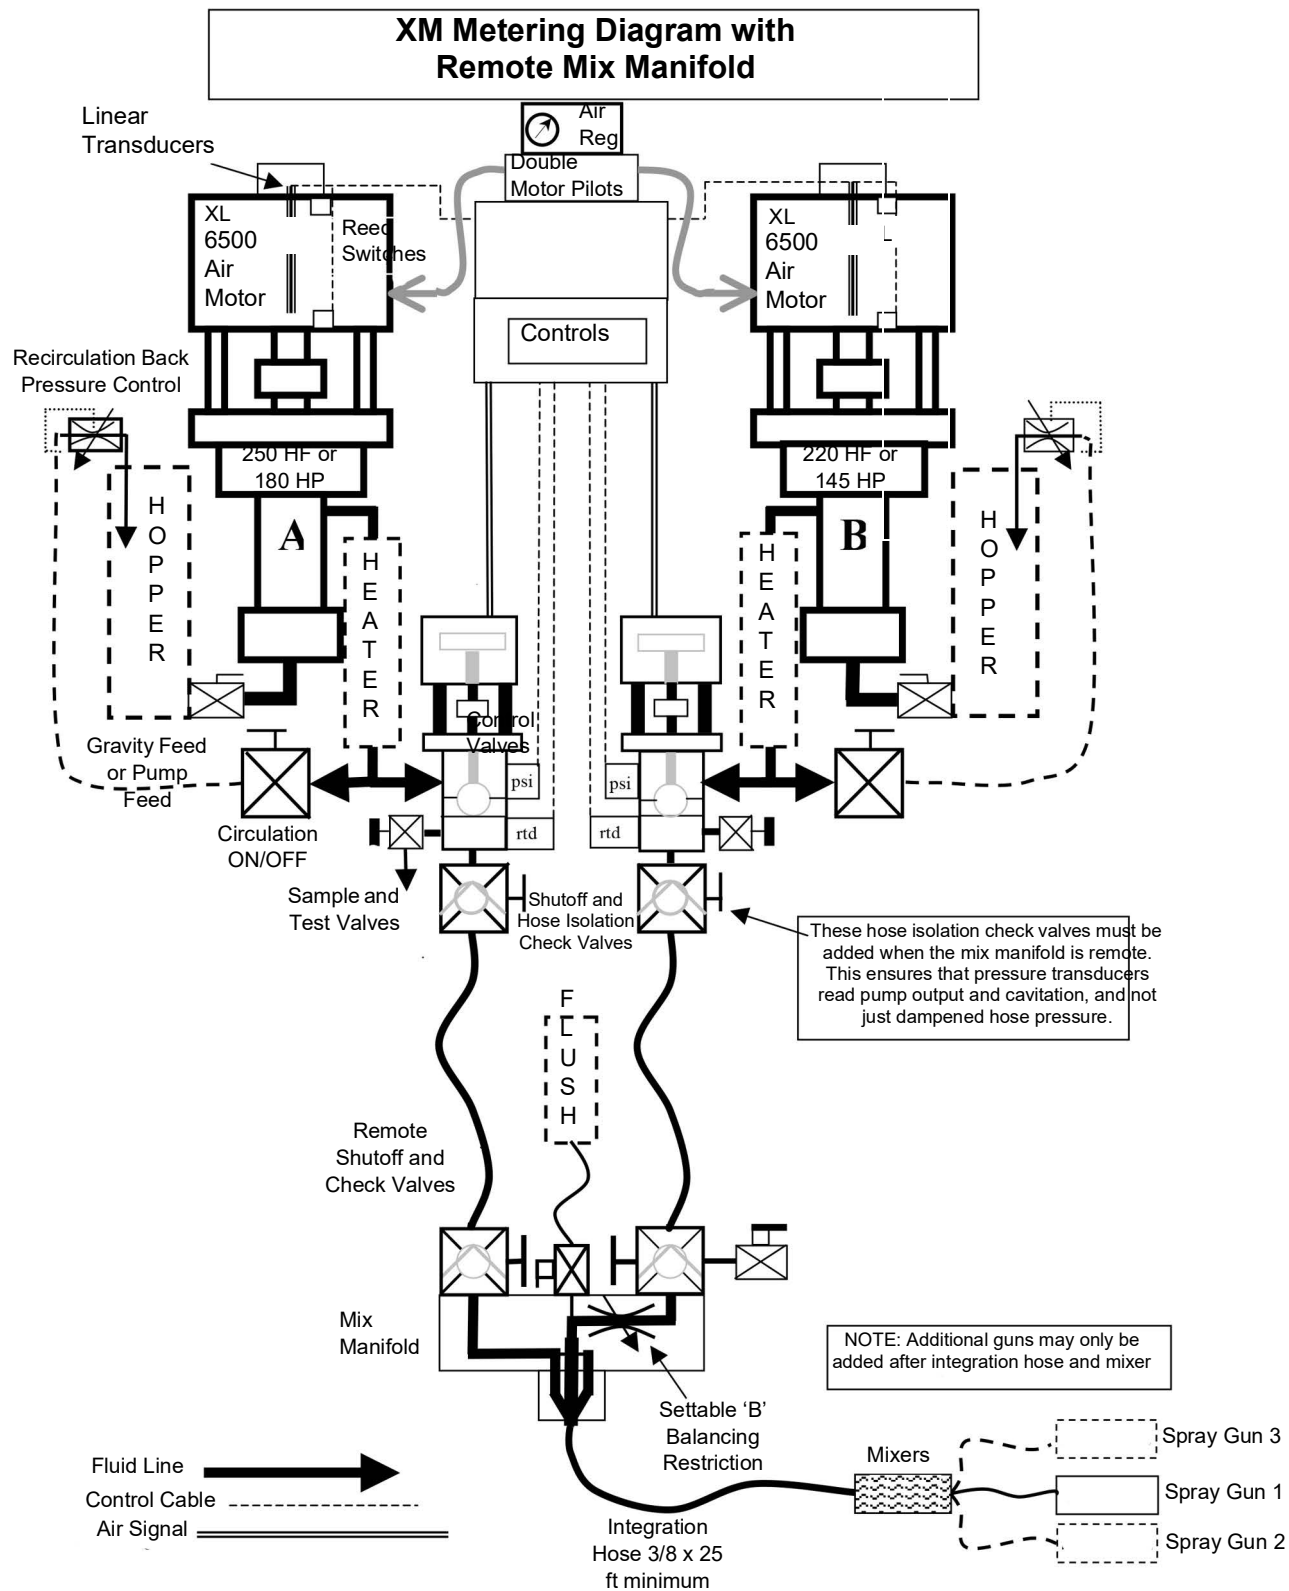 XM Metering Diagram with
Remote Mix Manifold
Air
Reg
Double
Motor Pilots
Linear
Transducers
XL
6500
Air
Motor
Reed
Switches
XL
6500
Air
Motor
Controls
Recirculation Back
Pressure Control
250 HF or
180 HP
220 HF or
145 HP
A
B
HOPPER
HEATER
HEATER
HOPPER
Control
Valves
Gravity Feed
or Pump
Feed
psi
psi
rtd
rtd
Circulation
ON/OFF
Sample and
Test Valves
Shutoff and
Hose Isolation
Check Valves
These hose isolation check valves must be
added when the mix manifold is remote.
This ensures that pressure transducers
read pump output and cavitation, and not
just dampened hose pressure.
FLUSH
Remote
Shutoff and
Check Valves
Mix
Manifold
NOTE: Additional guns may only be
added after integration hose and mixer
Settable ‘B’
Balancing
Restriction
Mixers
Spray Gun 3
Spray Gun 1
Spray Gun 2
Fluid Line
Control Cable
Air Signal
Integration
Hose 3/8 x 25
ft minimum